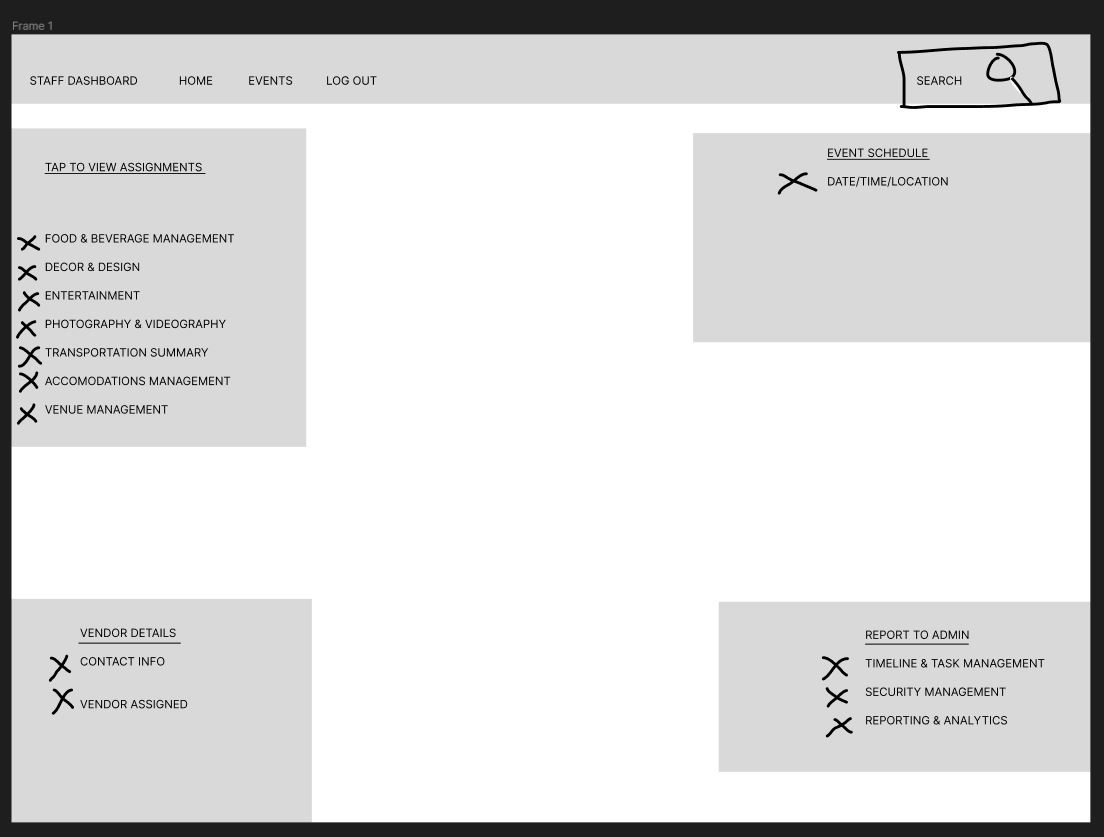 Frame 1
STAFF DASHBOARD HOME EVENTS LOG OUT SEARCH
TAP TO VIEW ASSIGNMENTS
FOOD & BEVERAGE MANAGEMENT
DECOR & DESIGN
ENTERTAINMENT
PHOTOGRAPHY & VIDEOGRAPHY
TRANSPORTATION SUMMARY
ACCOMODATIONS MANAGEMENT
VENUE MANAGEMENT
EVENT SCHEDULE
DATE/TIME/LOCATION
VENDOR DETAILS
CONTACT INFO
VENDOR ASSIGNED
REPORT TO ADMIN
TIMELINE & TASK MANAGEMENT
SECURITY MANAGEMENT
REPORTING & ANALYTICS